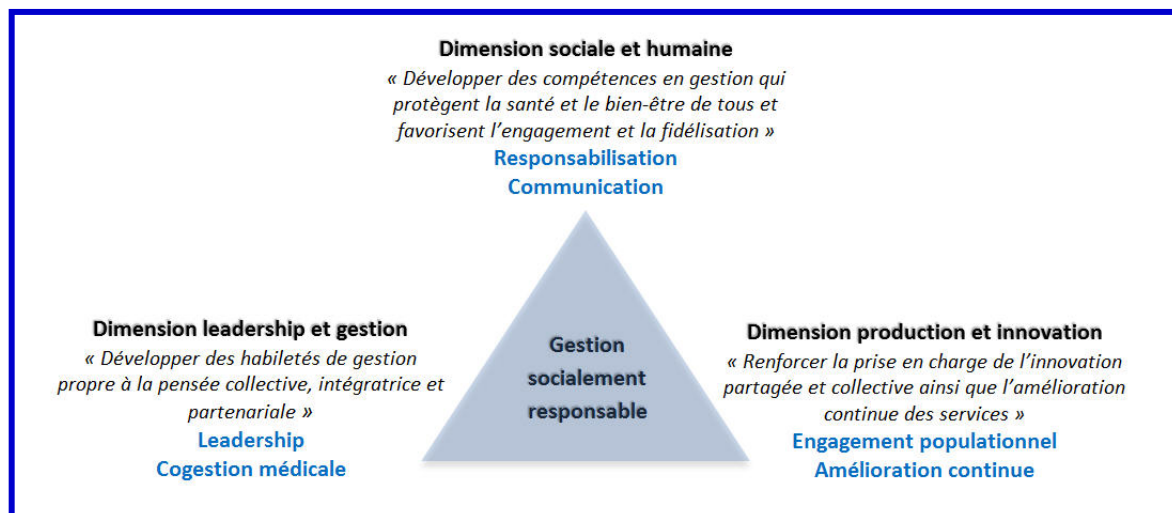 Dimension sociale et humaine
« Développer des compétences en gestion qui
protègent la santé et le bien-être de tous et
favorisent l’engagement et la fidélisation »
Responsabilisation
Communication
Dimension leadership et gestion
« Développer des habiletés de gestion
propre à la pensée collective, intégratrice et
partenariale »
Leadership
Cogestion médicale
Gestion
socialement
responsable
Dimension production et innovation
« Renforcer la prise en charge de l’innovation
partagée et collective ainsi que l’amélioration
continue des services »
Engagement populationnel
Amélioration continue